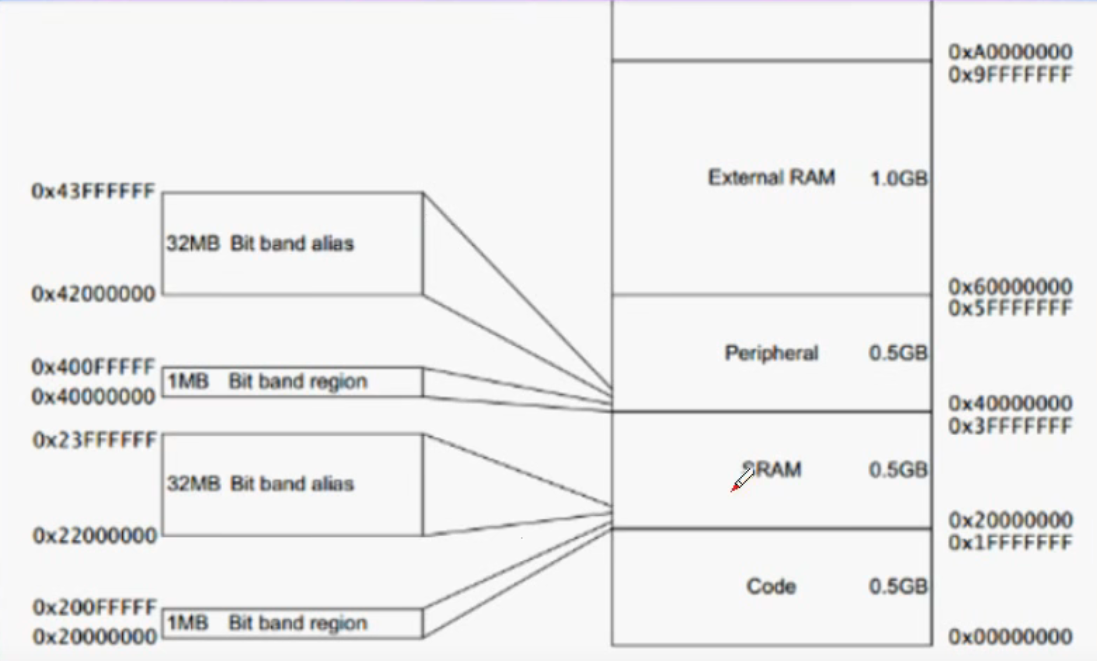 0xA0000000
0x9FFFFFFF
External RAM 1.0GB
0x43FFFFFF
32MB Bit band alias
0x42000000
0x60000000
0x5FFFFFFF
Peripheral 0.5GB
0x400FFFFF
1MB Bit band region
0x40000000
0x40000000
0x3FFFFFFF
0x23FFFFFF
SRAM 0.5GB
32MB Bit band alias
0x22000000
0x20000000
0x1FFFFFFF
Code 0.5GB
0x200FFFFF
1MB Bit band region
0x20000000
0x00000000